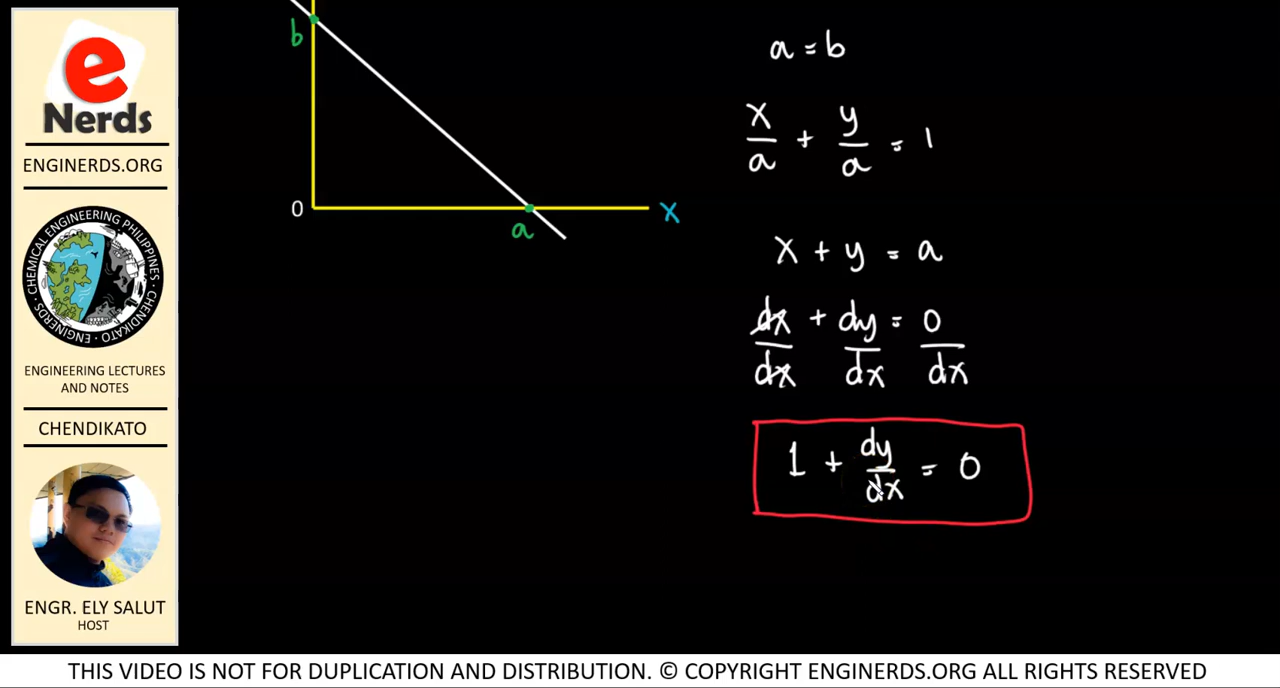 e
Nerds
ENGINERDS.ORG
CHEMICAL ENGINEERING PHILIPPINES
CHENDIKATO · ENGINERDS
ENGINEERING LECTURES
AND NOTES
CHENDIKATO
ENGR. ELY SALUT
HOST
b
0
a
x
a = b
x/a + y/a = 1
x + y = a
dx/dx + dy/dx = 0/dx
1 + dy/dx = 0
THIS VIDEO IS NOT FOR DUPLICATION AND DISTRIBUTION. © COPYRIGHT ENGINERDS.ORG ALL RIGHTS RESERVED